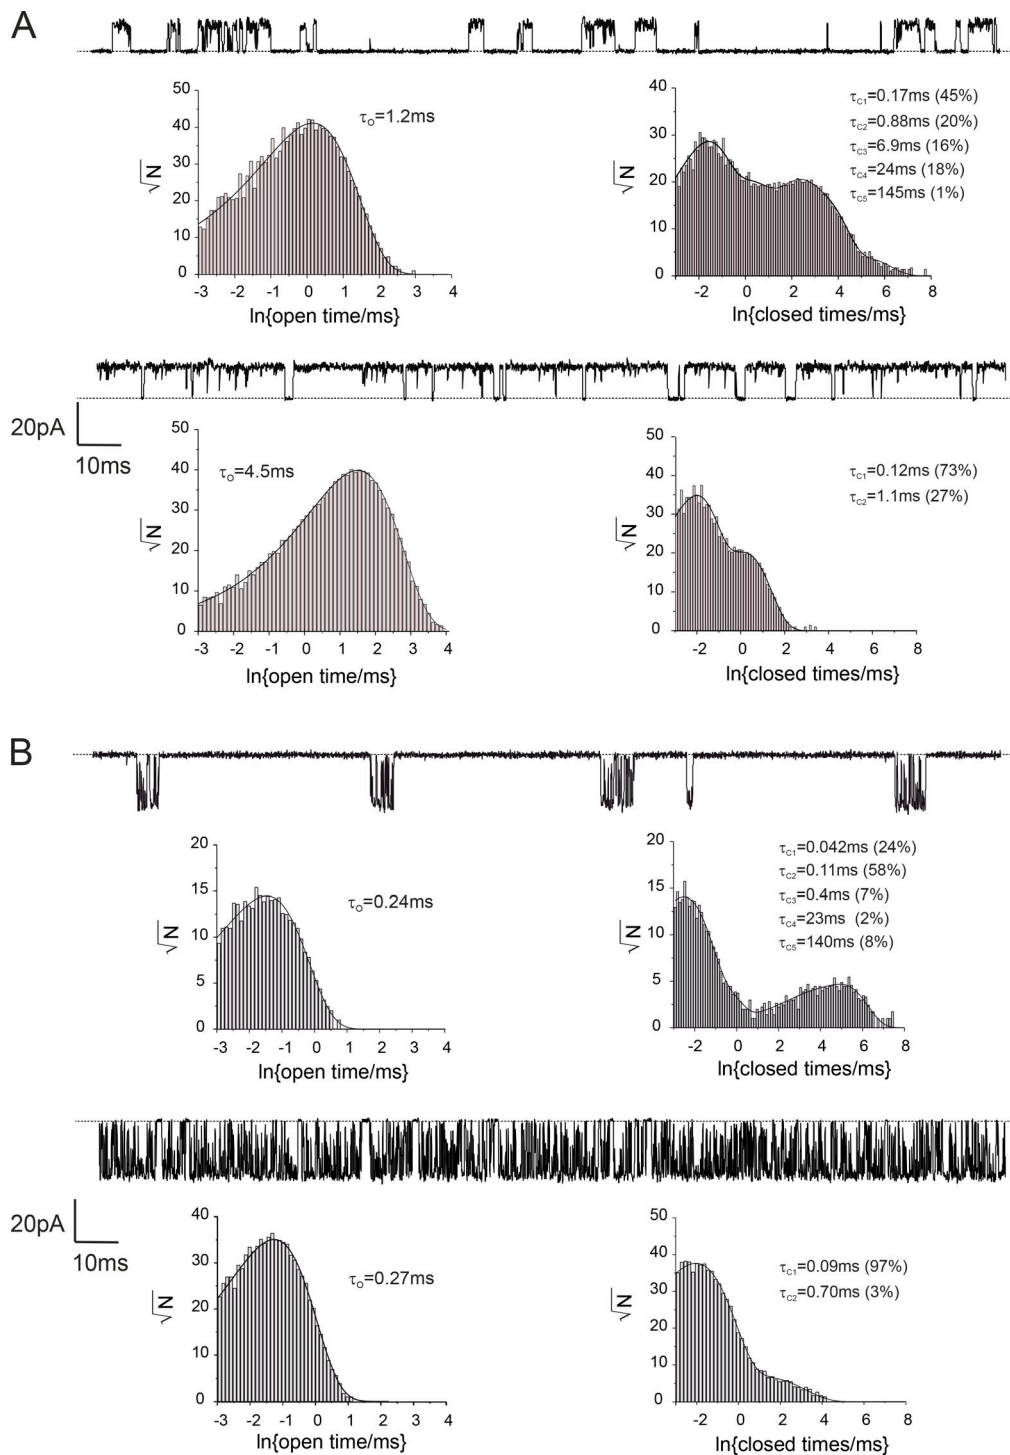 A
50
40
30
20
10
0
√N
τO=1.2ms
-3 -2 -1 0 1 2 3 4
ln{open time/ms}
40
30
20
10
0
√N
τC1=0.17ms (45%)
τC2=0.88ms (20%)
τC3=6.9ms (16%)
τC4=24ms (18%)
τC5=145ms (1%)
-2 0 2 4 6 8
ln{closed times/ms}
20pA
10ms
50
40
30
20
10
0
√N
τO=4.5ms
-3 -2 -1 0 1 2 3 4
ln{open time/ms}
50
40
30
20
10
0
√N
τC1=0.12ms (73%)
τC2=1.1ms (27%)
-2 0 2 4 6 8
ln{closed times/ms}
B
20
15
10
5
0
√N
τO=0.24ms
-3 -2 -1 0 1 2 3 4
ln{open time/ms}
20
15
10
5
0
√N
τC1=0.042ms (24%)
τC2=0.11ms (58%)
τC3=0.4ms (7%)
τC4=23ms (2%)
τC5=140ms (8%)
-2 0 2 4 6 8
ln{closed times/ms}
20pA
10ms
40
30
20
10
0
√N
τO=0.27ms
-3 -2 -1 0 1 2 3 4
ln{open time/ms}
50
40
30
20
10
0
√N
τC1=0.09ms (97%)
τC2=0.70ms (3%)
-2 0 2 4 6 8
ln{closed times/ms}